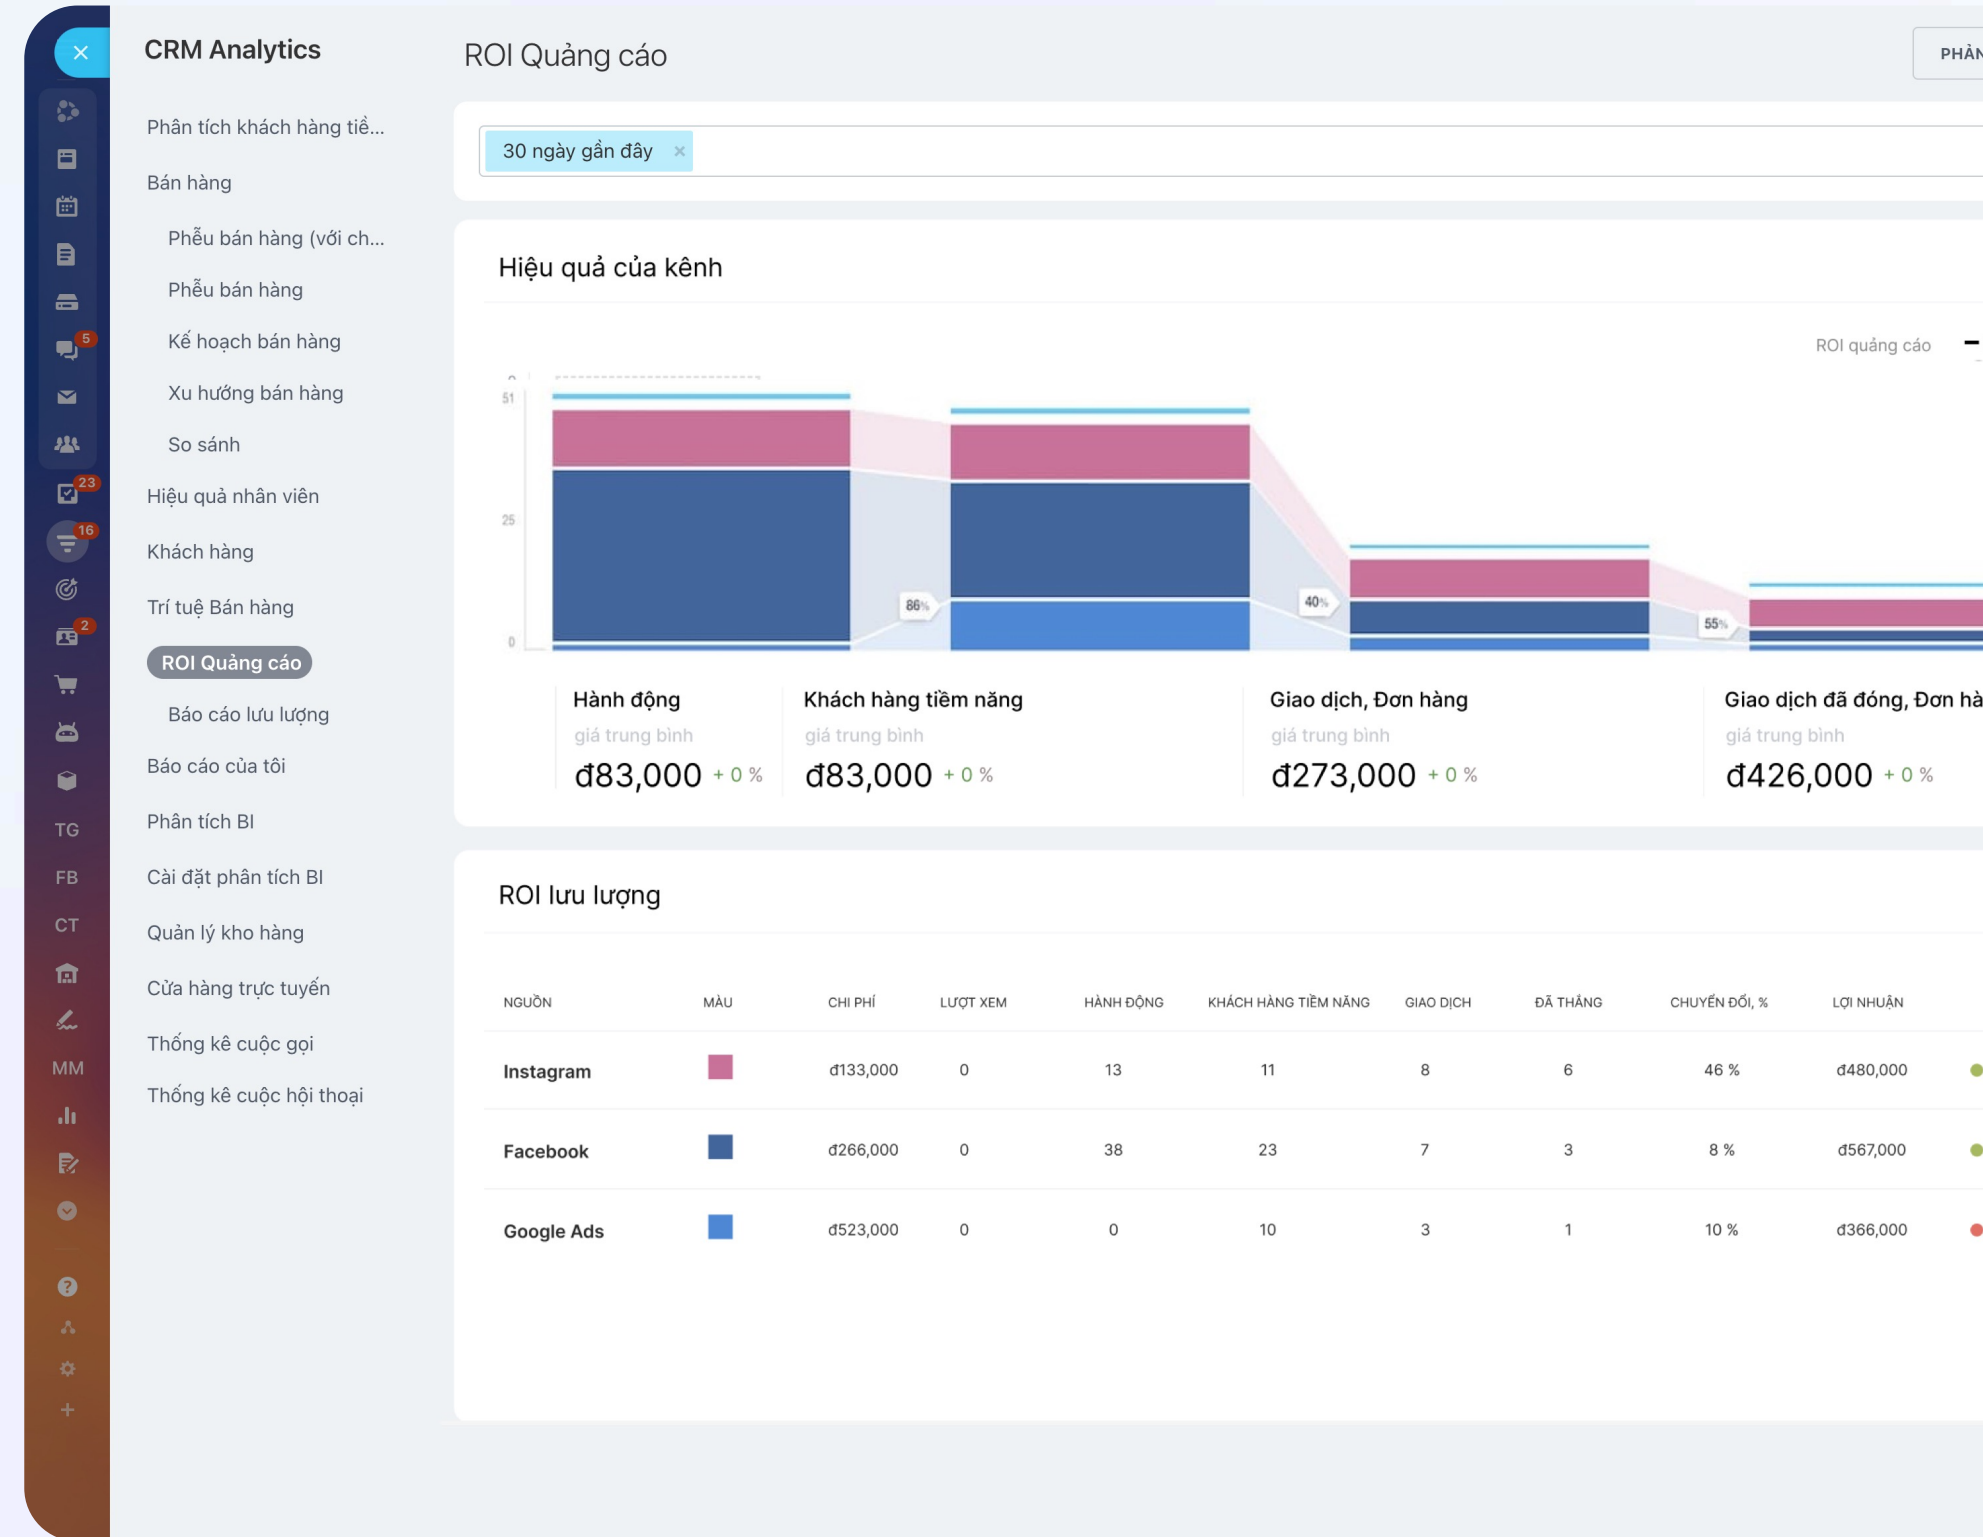 CRM Analytics
ROI Quảng cáo
Phân tích khách hàng tiề...
Bán hàng
Phễu bán hàng (với ch...
Phễu bán hàng
Kế hoạch bán hàng
Xu hướng bán hàng
So sánh
Hiệu quả nhân viên
Khách hàng
Trí tuệ Bán hàng
ROI Quảng cáo
Báo cáo lưu lượng
Báo cáo của tôi
Phân tích BI
Cài đặt phân tích BI
Quản lý kho hàng
Cửa hàng trực tuyến
Thống kê cuộc gọi
Thống kê cuộc hội thoại
5
23
16
2
TG
FB
CT
MM
30 ngày gần đây
Hiệu quả của kênh
ROI quảng cáo
51
25
0
86%
40%
55%
Hành động
giá trung bình
đ83,000 + 0 %
Khách hàng tiềm năng
giá trung bình
đ83,000 + 0 %
Giao dịch, Đơn hàng
giá trung bình
đ273,000 + 0 %
Giao dịch đã đóng, Đơn hà
giá trung bình
đ426,000 + 0 %
ROI lưu lượng
NGUỒN MÀU CHI PHÍ LƯỢT XEM HÀNH ĐỘNG KHÁCH HÀNG TIỀM NĂNG GIAO DỊCH ĐÃ THẮNG CHUYỂN ĐỔI, % LỢI NHUẬN
Instagram đ133,000 0 13 11 8 6 46 % đ480,000
Facebook đ266,000 0 38 23 7 3 8 % đ567,000
Google Ads đ523,000 0 0 10 3 1 10 % đ366,000